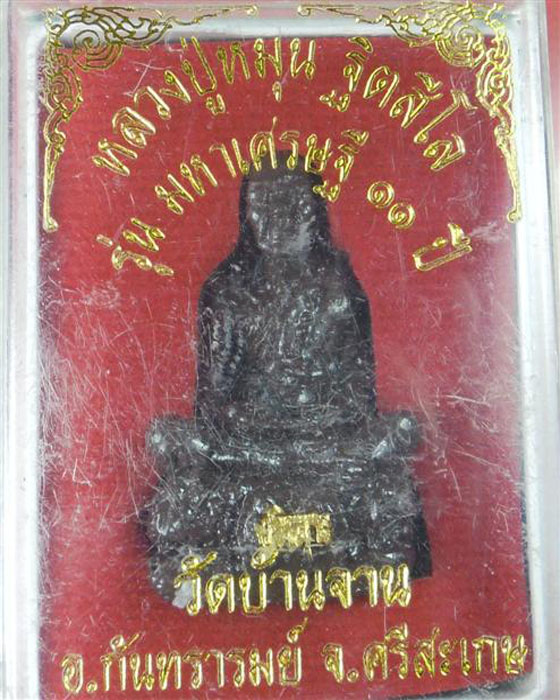 หลวงปู่หมุน ฐิตสีโล
รุ่น มหาเศรษฐี ๑๑ ปี
วัดบ้านจาน
อ.กันทรารมย์ จ.ศรีสะเกษ